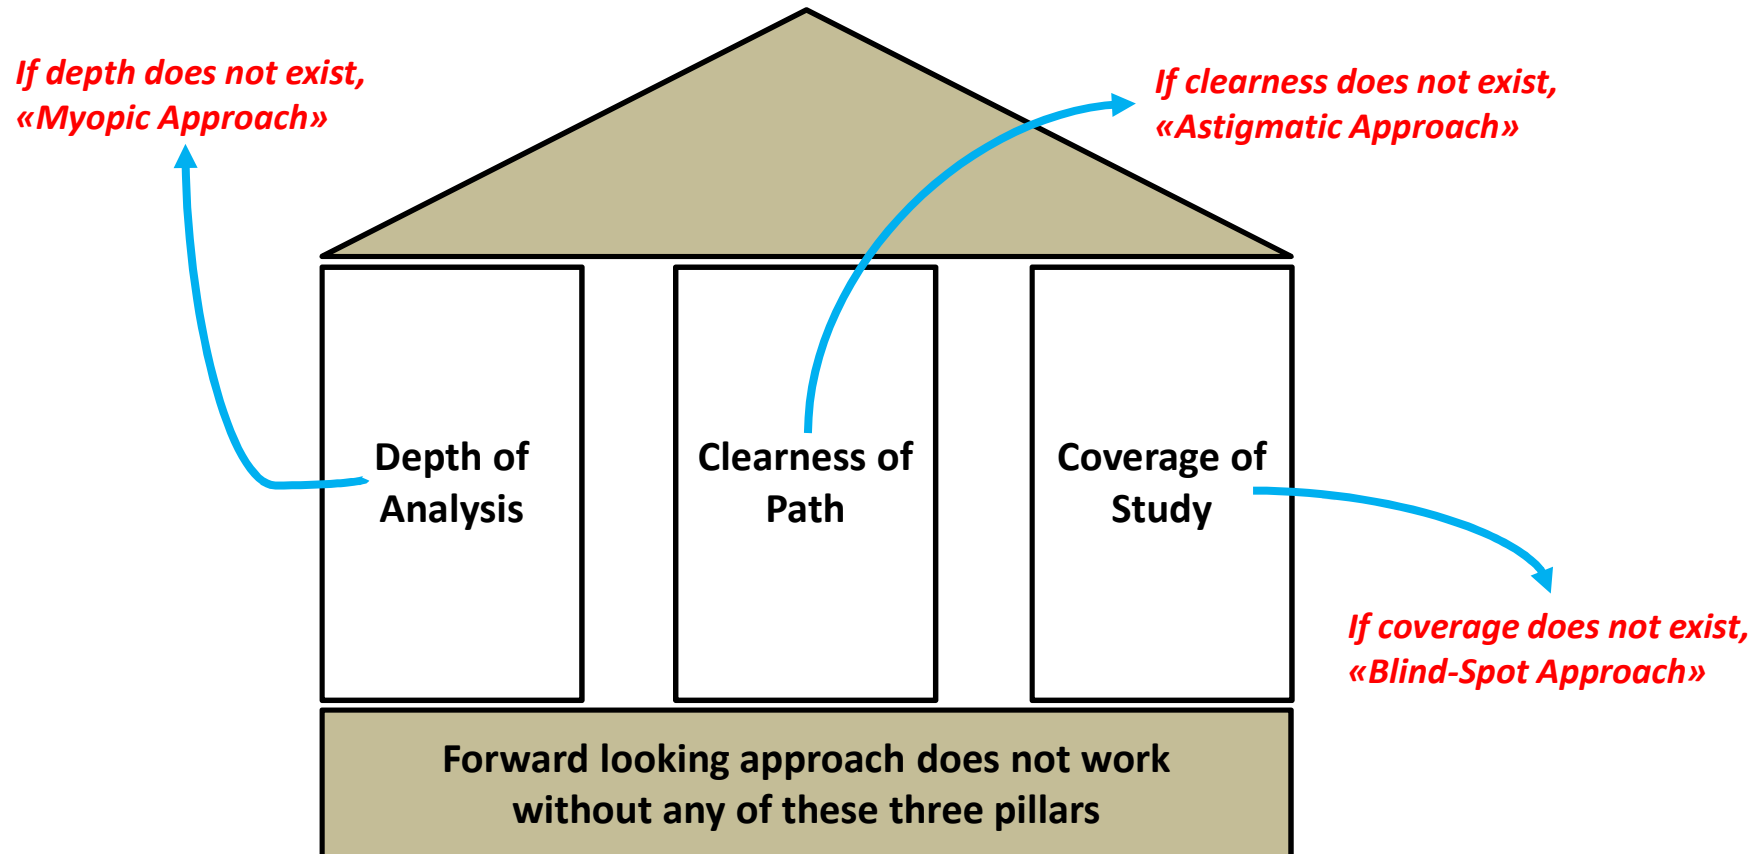 If depth does not exist,
«Myopic Approach»
If clearness does not exist,
«Astigmatic Approach»
Depth of
Analysis
Clearness of
Path
Coverage of
Study
If coverage does not exist,
«Blind-Spot Approach»
Forward looking approach does not work
without any of these three pillars